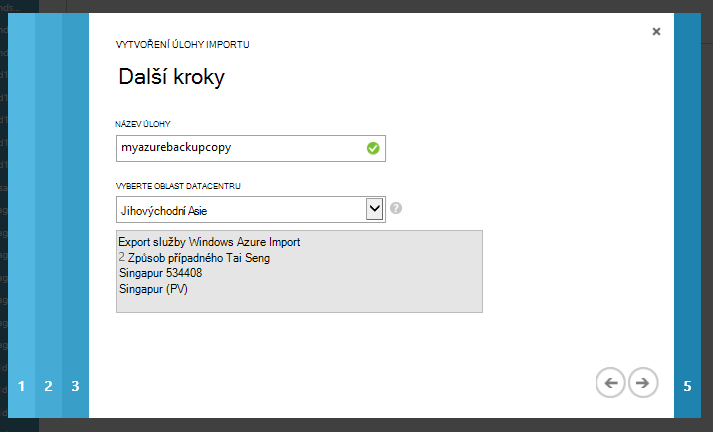 VYTVOŘENÍ ÚLOHY IMPORTU
Další kroky
NÁZEV ÚLOHY
myazurebackupcopy
VYBERTE OBLAST DATACENTRU
Jihovýchodní Asie
?
Export služby Windows Azure Import
2 Způsob případného Tai Seng
Singapur 534408
Singapur (PV)
1 2 3 5